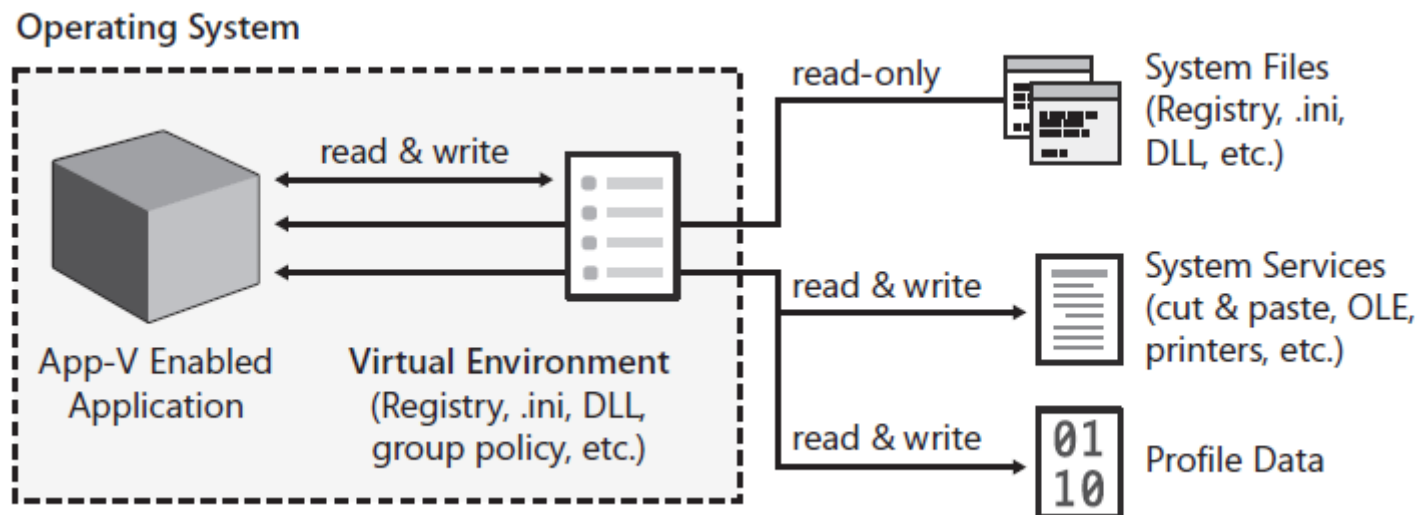 Operating System
read & write
App-V Enabled
Application
Virtual Environment
(Registry, .ini, DLL,
group policy, etc.)
read-only
System Files
(Registry, .ini,
DLL, etc.)
read & write
System Services
(cut & paste, OLE,
printers, etc.)
read & write
01
10
Profile Data